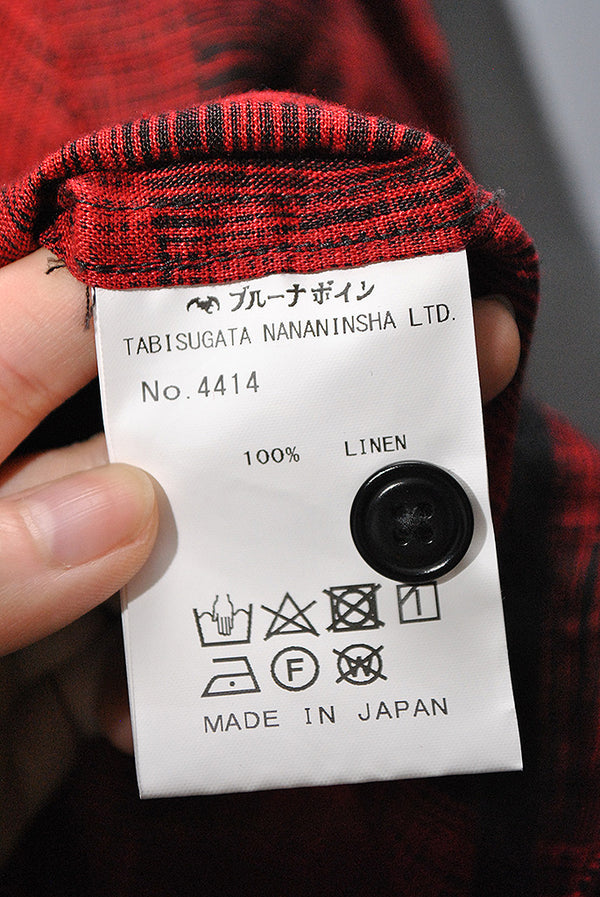 ブルーナボイン
TABISUGATA NANANINSHA LTD.
No.4414
100% LINEN
F W
MADE IN JAPAN